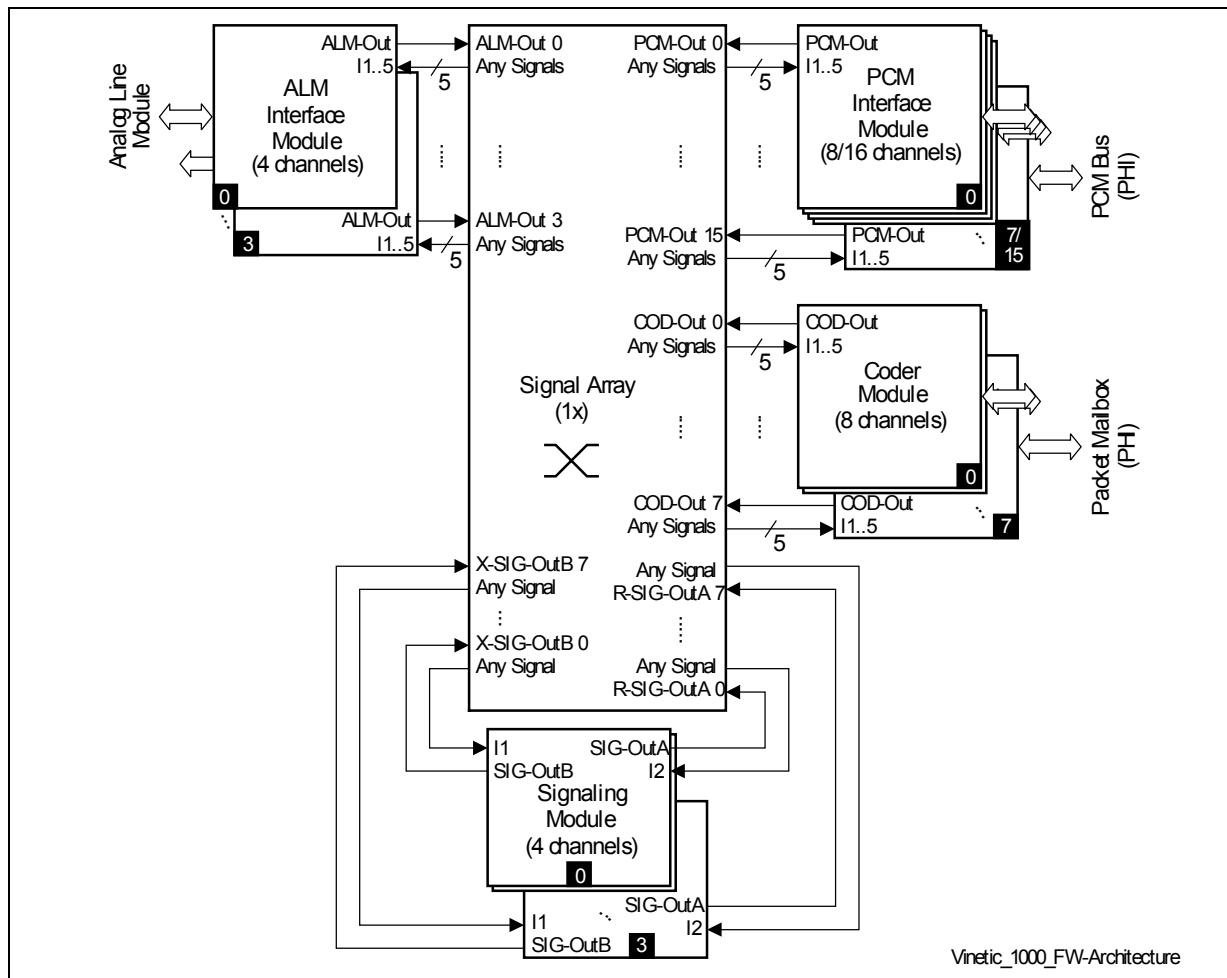 ALM-Out
I1..5
ALM
Interface
Module
(4 channels)
0
Analog Line
Module
ALM-Out
I1..5
3
5
5
ALM-Out 0
Any Signals
ALM-Out 3
Any Signals
PCM-Out 0
Any Signals
PCM-Out 15
Any Signals
5
5
PCM-Out
I1..5
PCM
Interface
Module
(8/16 channels)
0
PCM-Out
I1..5
7/
15
PCM Bus
(PHI)
COD-Out 0
Any Signals
5
COD-Out
I1..5
Coder
Module
(8 channels)
0
Packet Mailbox
(PHI)
Signal Array
(1x)
COD-Out 7
Any Signals
5
COD-Out
I1..5
7
X-SIG-OutB 7
Any Signal
X-SIG-OutB 0
Any Signal
Any Signal
R-SIG-OutA 7
Any Signal
R-SIG-OutA 0
I1
SIG-OutB
SIG-OutA
I2
Signaling
Module
(4 channels)
0
I1
SIG-OutB
SIG-OutA
I2
3
Vinetic_1000_FW-Architecture